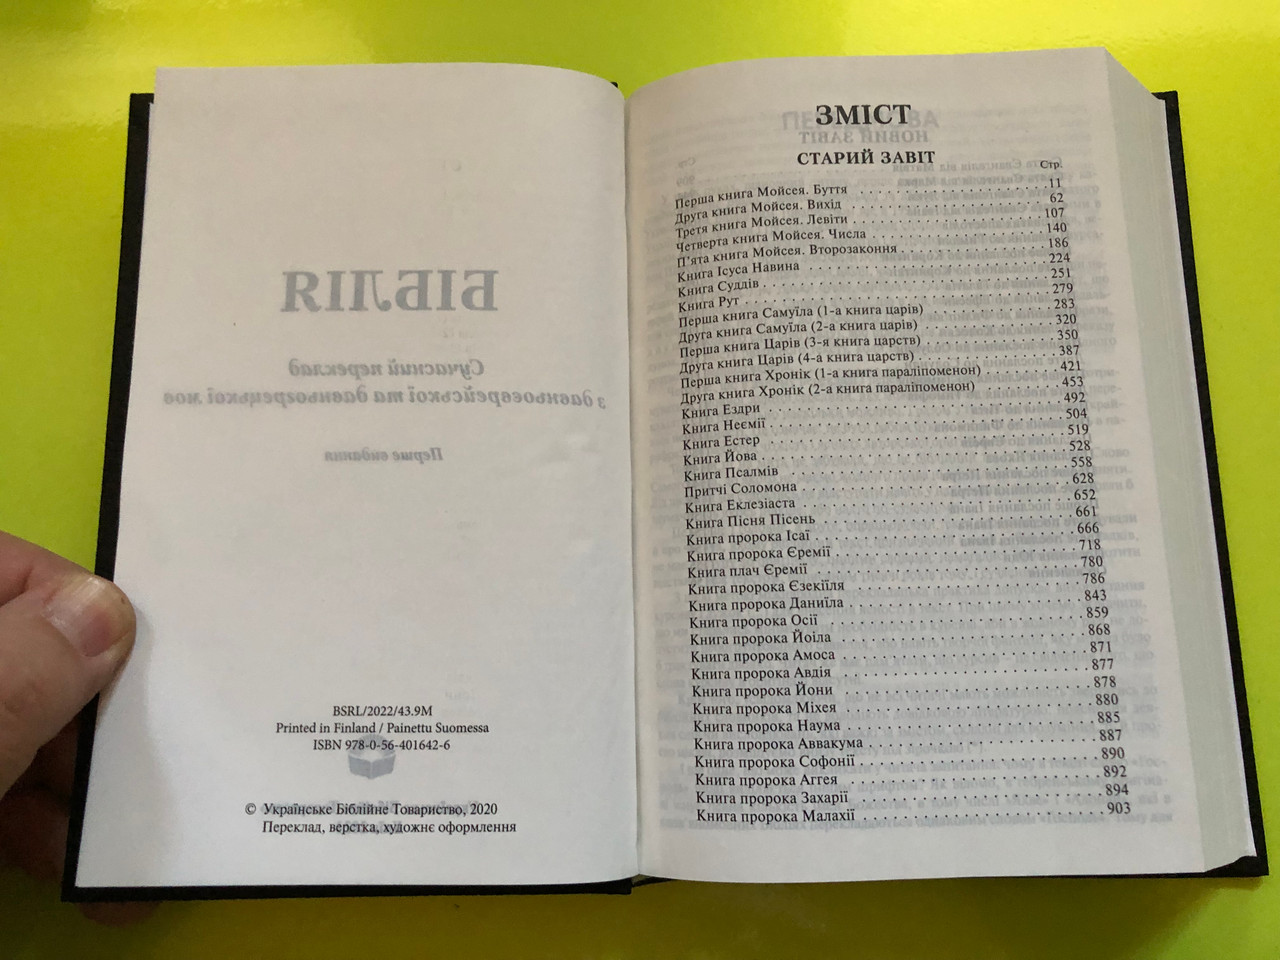 БІБЛІЯ
Сучасний переклад
з давньоєврейської та давньогрецької мов
Перше видання
BSRL/2022/43.9M
Printed in Finland / Painettu Suomessa
ISBN 978-0-56-401642-6
© Українське Біблійне Товариство, 2020
Переклад, верстка, художнє оформлення
ЗМІСТ
СТАРИЙ ЗАВІТ
Стр.
Перша книга Мойсея. Буття . . . . . . . . . . . . . . . . . . . . 11
Друга книга Мойсея. Вихід . . . . . . . . . . . . . . . . . . . . 62
Третя книга Мойсея. Левіти . . . . . . . . . . . . . . . . . . . . 107
Четверта книга Мойсея. Числа . . . . . . . . . . . . . . . . . . 140
П'ята книга Мойсея. Второзаконня . . . . . . . . . . . . . . . 186
Книга Ісуса Навина . . . . . . . . . . . . . . . . . . . . . . . . 224
Книга Суддів . . . . . . . . . . . . . . . . . . . . . . . . . . . . 251
Книга Рут . . . . . . . . . . . . . . . . . . . . . . . . . . . . . . 279
Перша книга Самуїла (1-а книга царів) . . . . . . . . . . . . 283
Друга книга Самуїла (2-а книга царів) . . . . . . . . . . . . 320
Перша книга Царів (3-я книга царств) . . . . . . . . . . . . 350
Друга книга Царів (4-а книга царств) . . . . . . . . . . . . . 387
Перша книга Хронік (1-а книга параліпоменон) . . . . . . . 421
Друга книга Хронік (2-а книга параліпоменон) . . . . . . . 453
Книга Ездри . . . . . . . . . . . . . . . . . . . . . . . . . . . . 492
Книга Неємії . . . . . . . . . . . . . . . . . . . . . . . . . . . . 504
Книга Естер . . . . . . . . . . . . . . . . . . . . . . . . . . . . 519
Книга Йова . . . . . . . . . . . . . . . . . . . . . . . . . . . . . 528
Книга Псалмів . . . . . . . . . . . . . . . . . . . . . . . . . . . 558
Притчі Соломона . . . . . . . . . . . . . . . . . . . . . . . . . 628
Книга Еклезіаста . . . . . . . . . . . . . . . . . . . . . . . . . 652
Книга Пісня Пісень . . . . . . . . . . . . . . . . . . . . . . . . 661
Книга пророка Ісаї . . . . . . . . . . . . . . . . . . . . . . . . 666
Книга пророка Єремії . . . . . . . . . . . . . . . . . . . . . . 718
Книга плач Єремії . . . . . . . . . . . . . . . . . . . . . . . . 780
Книга пророка Єзекіїля . . . . . . . . . . . . . . . . . . . . . 786
Книга пророка Даниїла . . . . . . . . . . . . . . . . . . . . . 843
Книга пророка Осії . . . . . . . . . . . . . . . . . . . . . . . . 859
Книга пророка Йоіла . . . . . . . . . . . . . . . . . . . . . . . 868
Книга пророка Амоса . . . . . . . . . . . . . . . . . . . . . . 871
Книга пророка Авдія . . . . . . . . . . . . . . . . . . . . . . . 877
Книга пророка Йони . . . . . . . . . . . . . . . . . . . . . . . 878
Книга пророка Міхея . . . . . . . . . . . . . . . . . . . . . . 880
Книга пророка Наума . . . . . . . . . . . . . . . . . . . . . . 885
Книга пророка Аввакума . . . . . . . . . . . . . . . . . . . . 887
Книга пророка Софонії . . . . . . . . . . . . . . . . . . . . . 890
Книга пророка Аггея . . . . . . . . . . . . . . . . . . . . . . . 892
Книга пророка Захарії . . . . . . . . . . . . . . . . . . . . . . 894
Книга пророка Малахії . . . . . . . . . . . . . . . . . . . . . 903